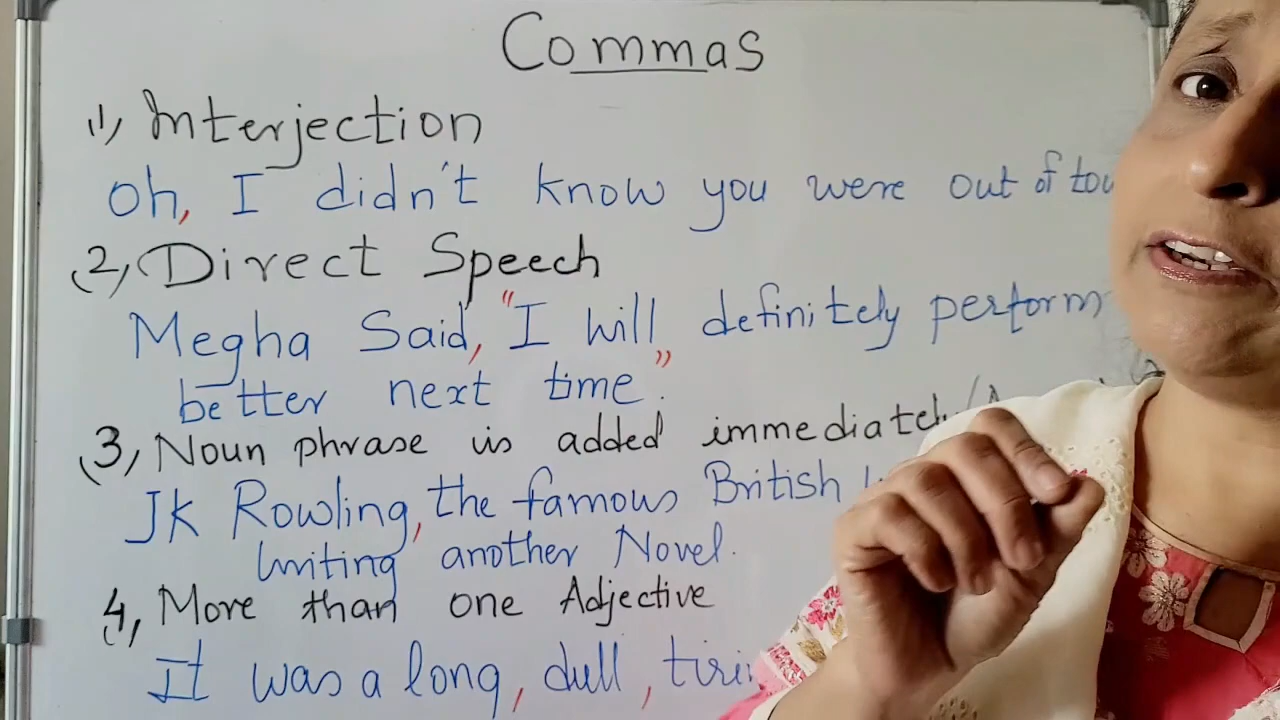 Commas
1, Interjection
Oh, I didn't know you were out of
2, Direct Speech
Megha Said, "I will definitely perform
better next time."
3, Noun phrase is added immediately
JK Rowling, the famous British
Writing another Novel.
4, More than one Adjective
It was a long, dull,